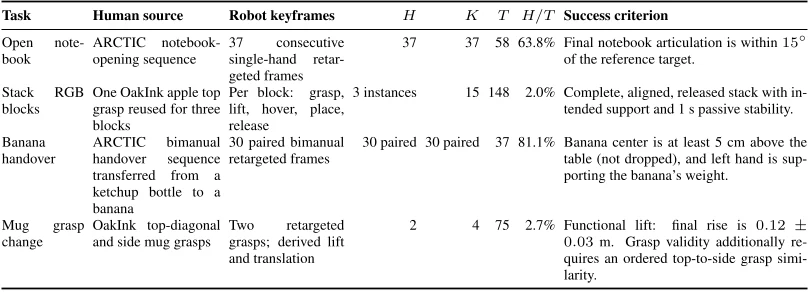 Task Human source Robot keyframes H K T H/T Success criterion
Open note- ARCTIC notebook- 37 consecutive 37 37 58 63.8% Final notebook articulation is within 15°
book opening sequence single-hand retar- of the reference target.
geted frames
Stack RGB One OakInk apple top Per block: grasp, 3 instances 15 148 2.0% Complete, aligned, released stack with in-
blocks grasp reused for three lift, hover, place, tended support and 1 s passive stability.
blocks release
Banana ARCTIC bimanual 30 paired bimanual 30 paired 30 paired 37 81.1% Banana center is at least 5 cm above the
handover handover sequence retargeted frames table (not dropped), and left hand is sup-
transferred from a porting the banana's weight.
ketchup bottle to a
banana
Mug grasp OakInk top-diagonal Two retargeted 2 4 75 2.7% Functional lift: final rise is 0.12 ±
change and side mug grasps grasps; derived lift 0.03 m. Grasp validity additionally re-
and translation quires an ordered top-to-side grasp simi-
larity.